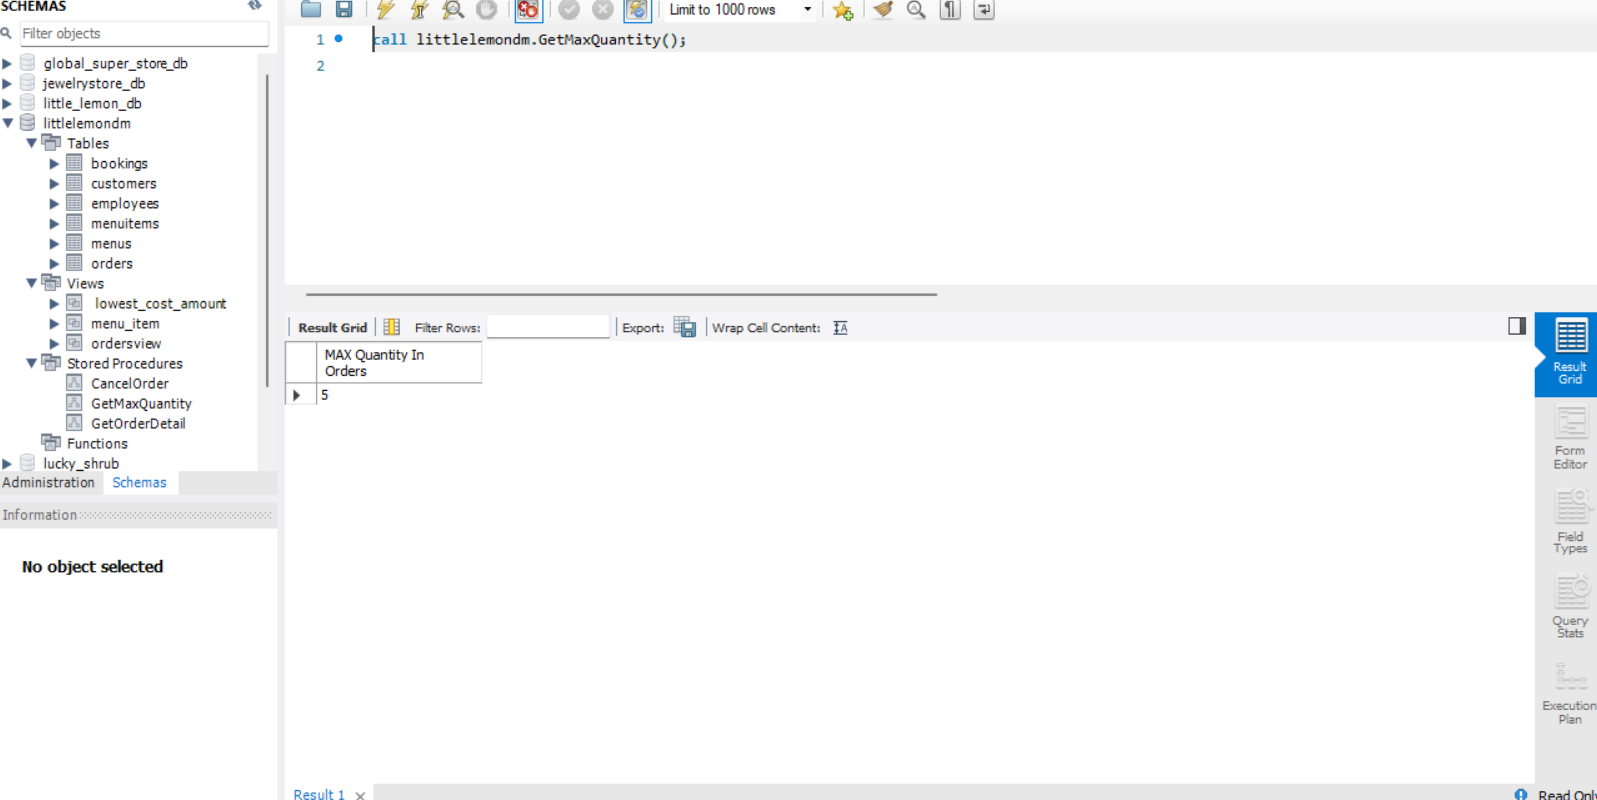 SCHEMAS
Filter objects
global_super_store_db
jewelrystore_db
little_lemon_db
littlelemondm
Tables
bookings
customers
employees
menuitems
menus
orders
Views
lowest_cost_amount
menu_item
ordersview
Stored Procedures
CancelOrder
GetMaxQuantity
GetOrderDetail
Functions
lucky_shrub
Administration Schemas
Information
No object selected
Limit to 1000 rows
1 call littlelemondm.GetMaxQuantity();
2
Result Grid Filter Rows: Export: Wrap Cell Content: IA
MAX Quantity In
Orders
5
Result
Grid
Form
Editor
Field
Types
Query
Stats
Execution
Plan
Result 1
Read Only